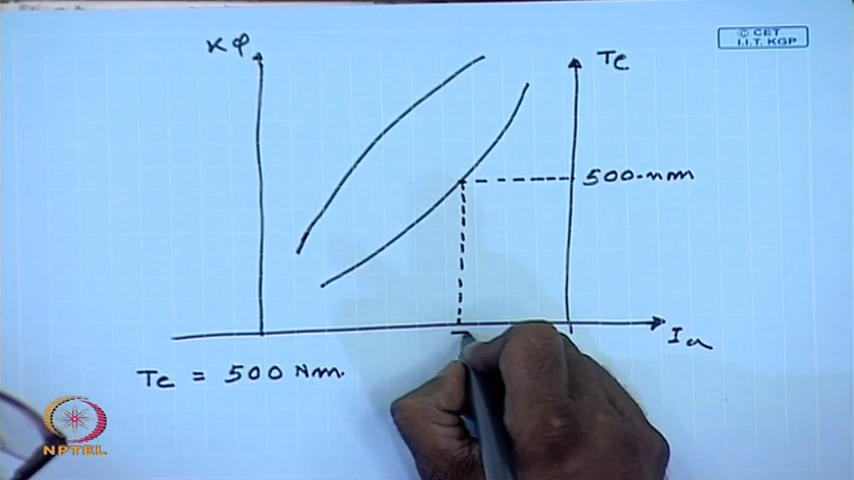 © CET
I.I.T. KGP
Kφ
Te
500-nm
Ia
Te = 500 Nm.
NPTEL